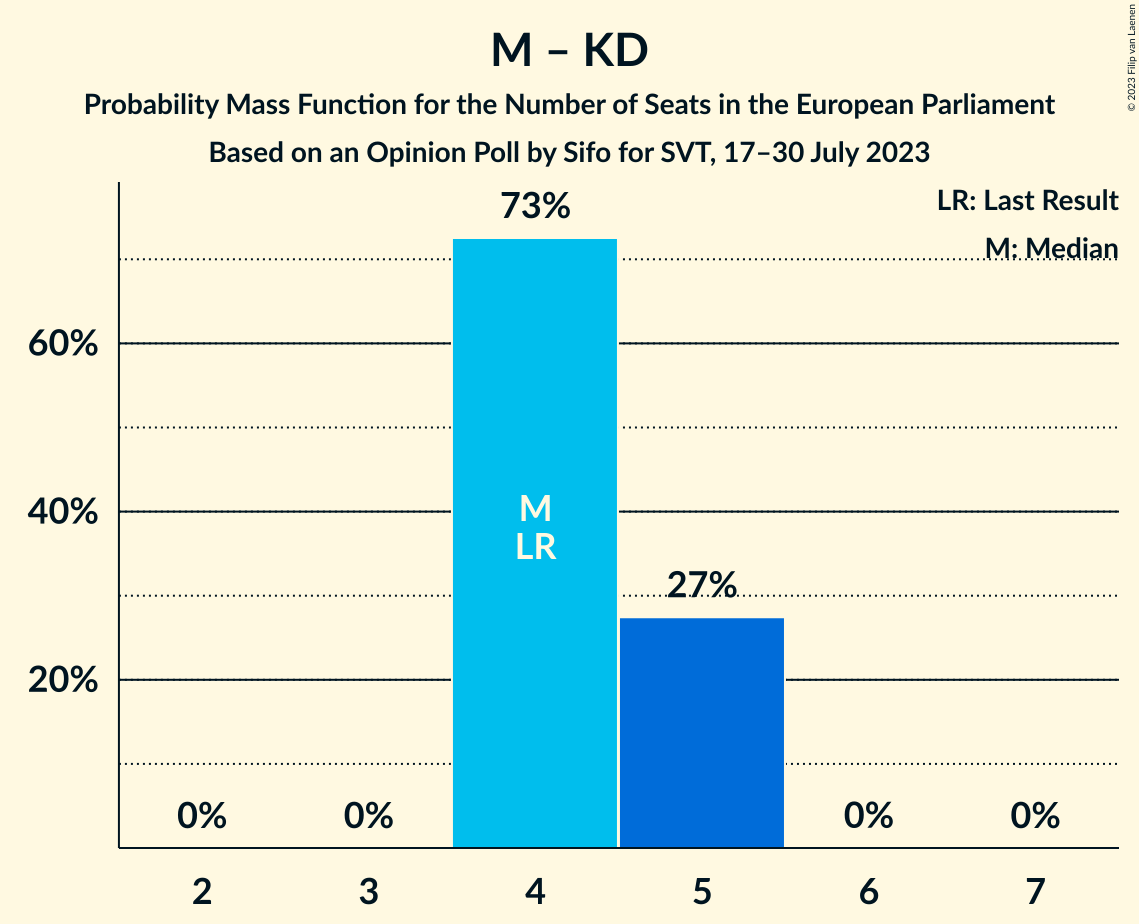 M – KD
Probability Mass Function for the Number of Seats in the European Parliament
Based on an Opinion Poll by Sifo for SVT, 17–30 July 2023
© 2023 Filip van Laenen
LR: Last Result
M: Median
73%
60%
40%
20%
M
LR
27%
0%
0%
0%
0%
2
3
4
5
6
7